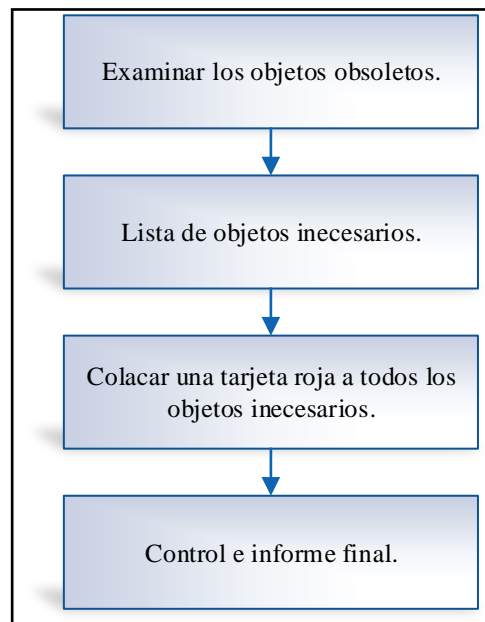 Examinar los objetos obsoletos.
Lista de objetos inecesarios.
Colacar una tarjeta roja a todos los
objetos inecesarios.
Control e informe final.